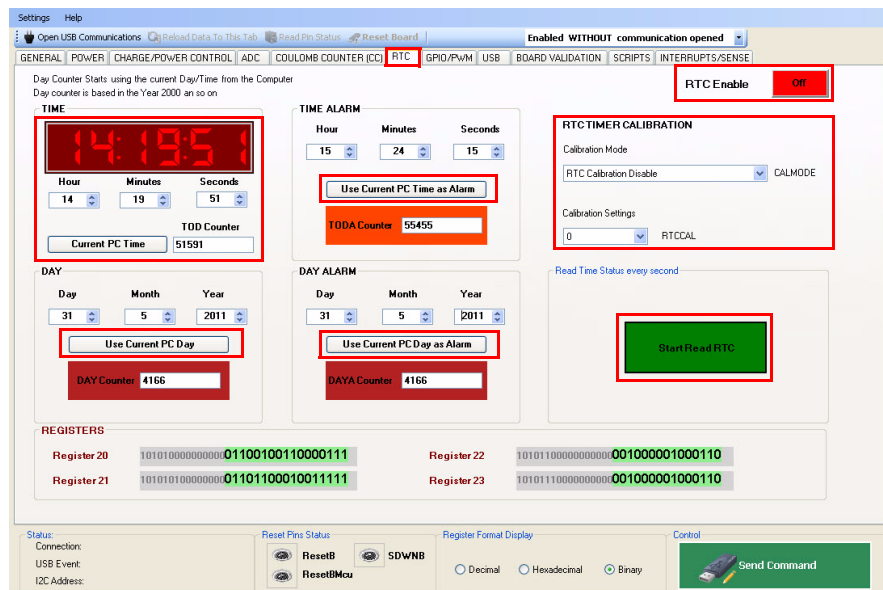 Settings Help
Open USB Communications Reload Data To This Tab Read Pin Status Reset Board Enabled WITHOUT communication opened
GENERAL POWER CHARGE/POWER CONTROL ADC COULOMB COUNTER (CC) RTC GPIO/PWM USB BOARD VALIDATION SCRIPTS INTERRUPTS/SENSE
Day Counter Starts using the current Day/Time from the Computer
Day counter is based in the Year 2000 an so on
RTC Enable Off
TIME
14:19:51
Hour Minutes Seconds
14 19 51
TOD Counter
Current PC Time 51591
TIME ALARM
Hour Minutes Seconds
15 24 15
Use Current PC Time as Alarm
TODA Counter 55455
RTC TIMER CALIBRATION
Calibration Mode
RTC Calibration Disable CALMODE
Calibration Settings
0 RTCCAL
DAY
Day Month Year
31 5 2011
Use Current PC Day
DAY Counter 4166
DAY ALARM
Day Month Year
31 5 2011
Use Current PC Day as Alarm
DAYA Counter 4166
Read Time Status every second
Start Read RTC
REGISTERS
Register 20 101010000000000001100100110000111 Register 22 10101100000000000001000001000110
Register 21 101010100000000001101100010011111 Register 23 10101110000000000001000001000110
Status:
Connection:
USB Event:
I2C Address:
Reset Pins Status
ResetB SDWNB
ResetBMcu
Register Format Display
Decimal Hexadecimal Binary
Control
Send Command